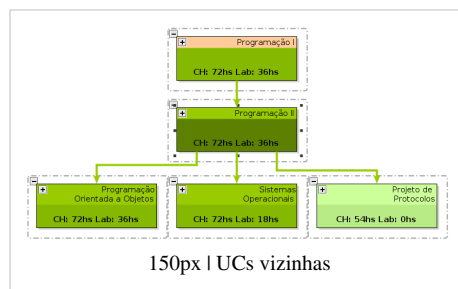 Programação I
CH: 72hs Lab: 36hs
Programação II
CH: 72hs Lab: 36hs
Programação
Orientada a Objetos
CH: 72hs Lab: 36hs
Sistemas
Operacionais
CH: 72hs Lab: 18hs
Projeto de
Protocolos
CH: 54hs Lab: 0hs
150px | UCs vizinhas